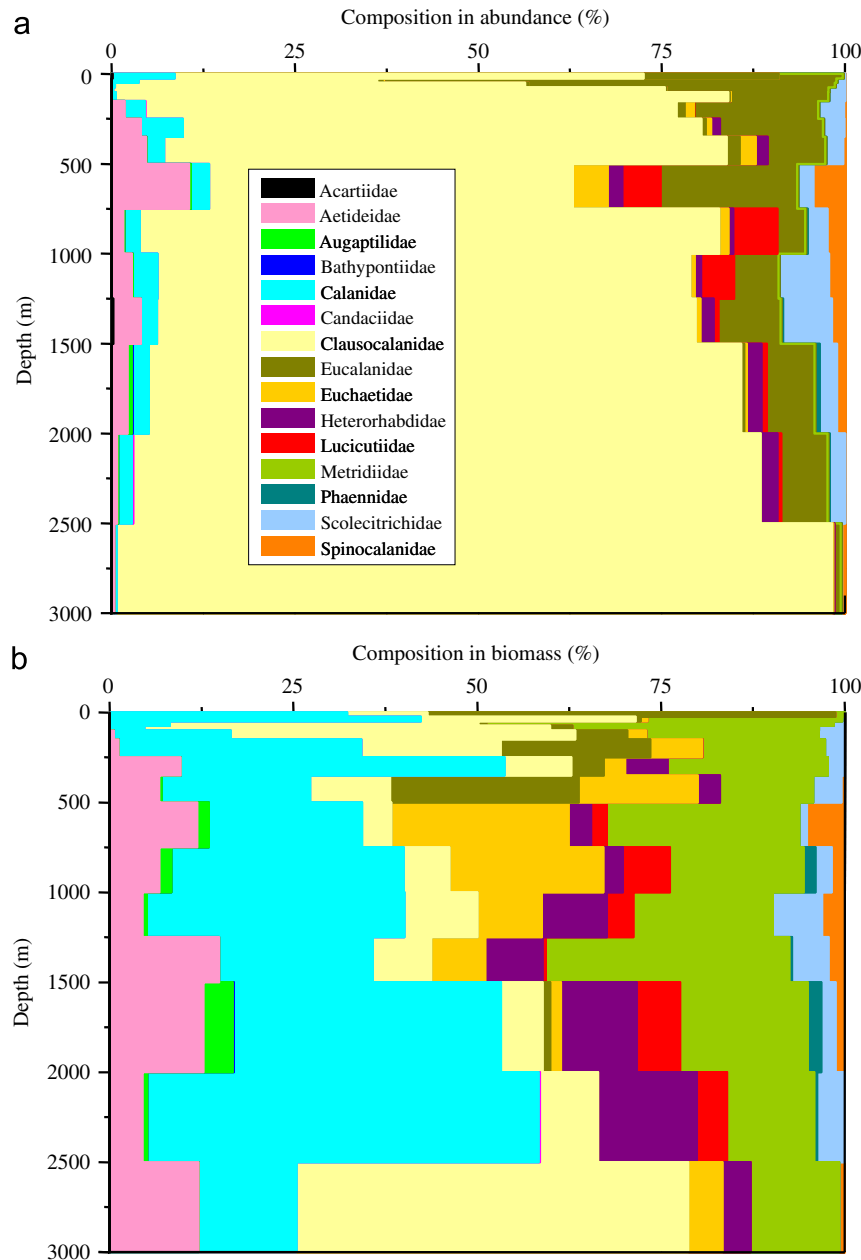 a
Composition in abundance (%)
0 25 50 75 100
0
500
1000
1500
2000
2500
3000
Depth (m)
Acartiidae
Aetideidae
Augaptilidae
Bathypontiidae
Calanidae
Candaciidae
Clausocalanidae
Eucalanidae
Euchaetidae
Heterorhabdidae
Lucicutiidae
Metridiidae
Phaennidae
Scolecitrichidae
Spinocalanidae
b
Composition in biomass (%)
0 25 50 75 100
0
500
1000
1500
2000
2500
3000
Depth (m)